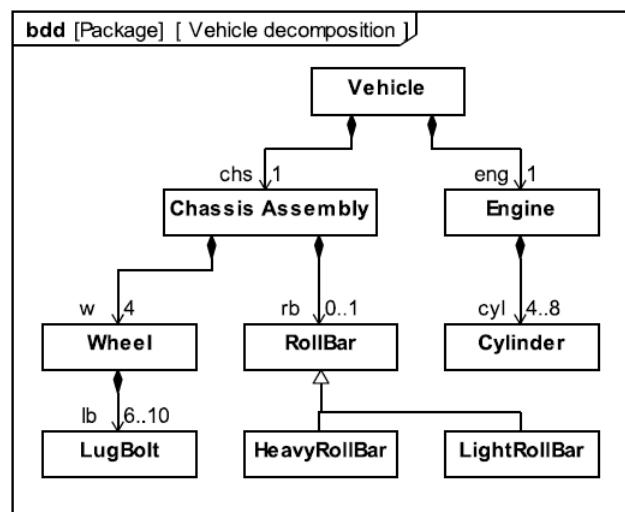 bdd [Package] [ Vehicle decomposition ]
Vehicle
chs 1
eng 1
Chassis Assembly
Engine
w 4
rb 0..1
cyl 4..8
Wheel
RollBar
Cylinder
lb 6..10
LugBolt
HeavyRollBar
LightRollBar